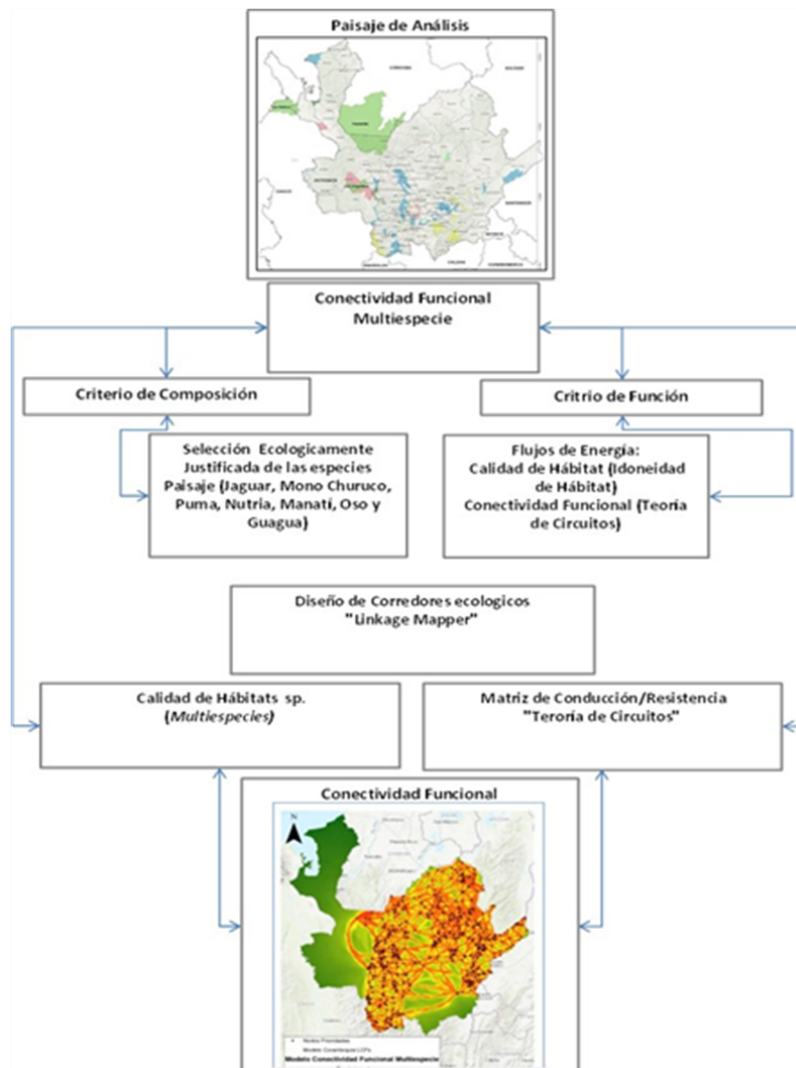 Paisaje de Análisis
Conectividad Funcional
Multiespecie
Criterio de Composición
Critrio de Función
Selección Ecologicamente
Justificada de las especies
Paisaje (Jaguar, Mono Churuco,
Puma, Nutria, Manatí, Oso y
Guagua)
Flujos de Energía:
Calidad de Hábitat (Idoneidad
de Hábitat)
Conectividad Funcional (Teoría
de Circuitos)
Diseño de Corredores ecologicos
"Linkage Mapper"
Calidad de Hábitats sp.
(Multiespecies)
Matriz de Conducción/Resistencia
"Teroría de Circuitos"
Conectividad Funcional
N
Modelo Conectividad Funcional Multiespecie